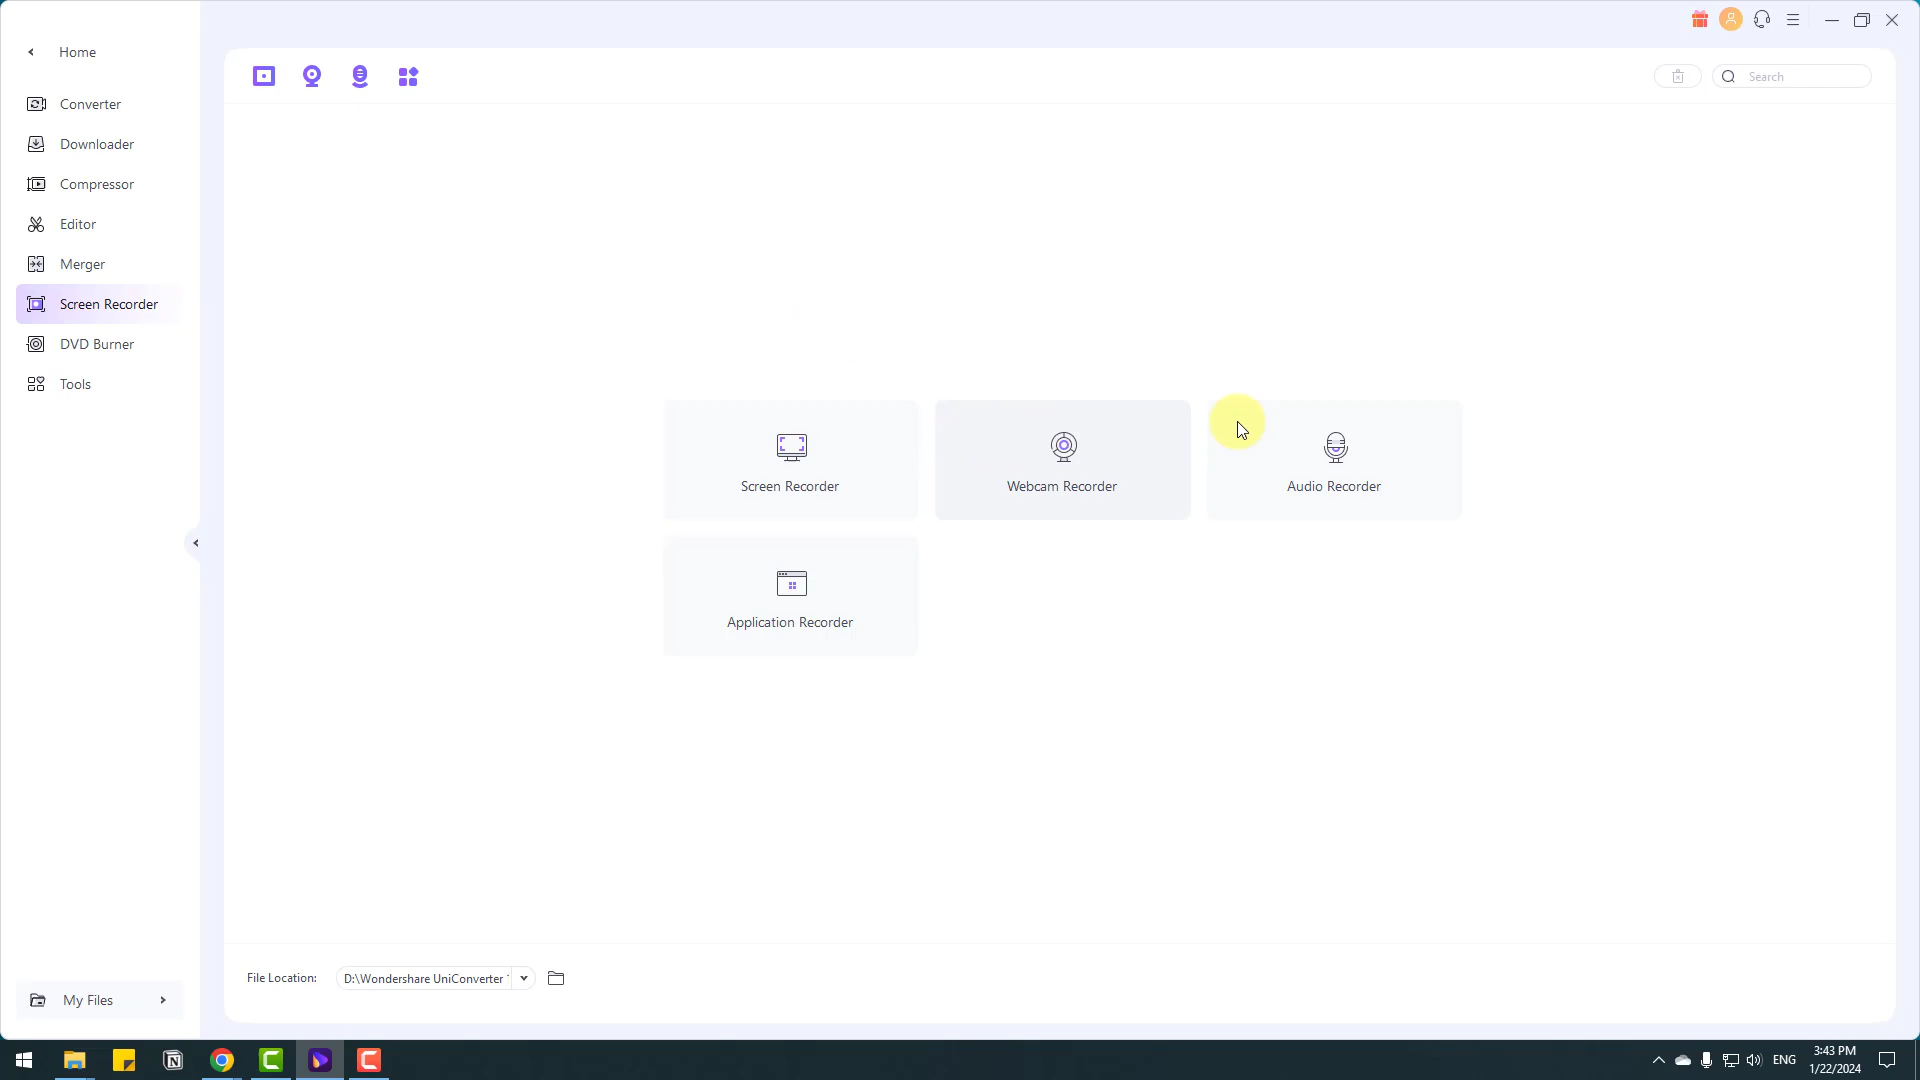 Home
Converter
Downloader
Compressor
Editor
Merger
Screen Recorder
DVD Burner
Tools
My Files
Search
Screen Recorder
Webcam Recorder
Audio Recorder
Application Recorder
File Location:
D:\Wondershare UniConverter
ENG
3:43 PM
1/22/2024